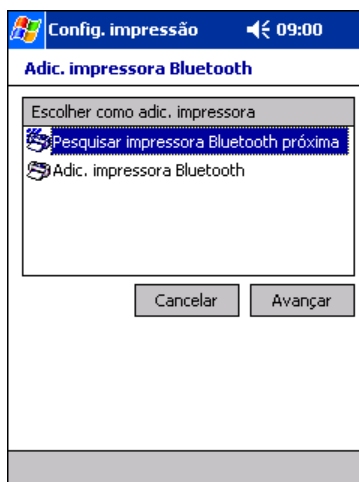 Config. impressão 09:00
Adic. impressora Bluetooth
Escolher como adic. impressora
Pesquisar impressora Bluetooth próxima
Adic. impressora Bluetooth
Cancelar Avançar